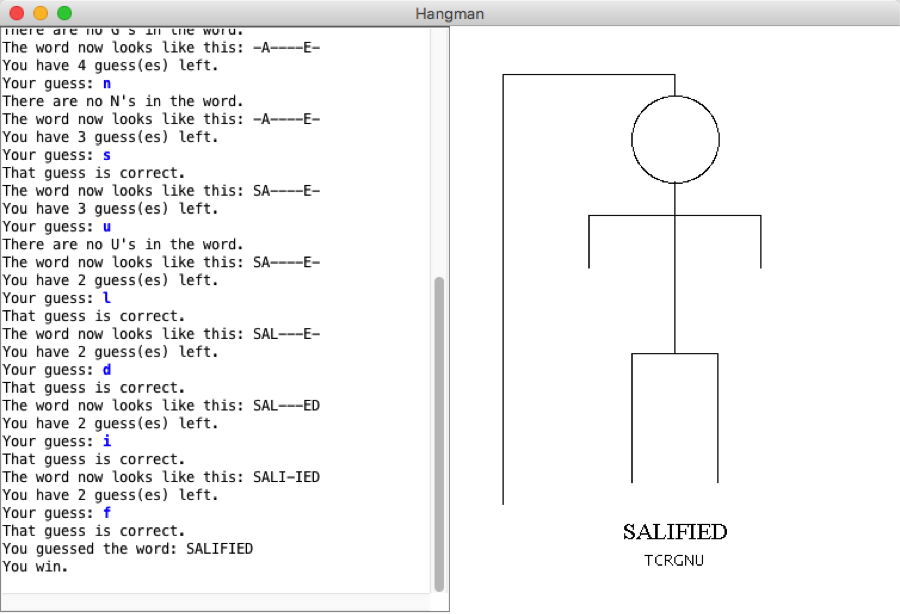 Hangman
There are no G's in the word.
The word now looks like this: -A----E-
You have 4 guess(es) left.
Your guess: n
There are no N's in the word.
The word now looks like this: -A----E-
You have 3 guess(es) left.
Your guess: s
That guess is correct.
The word now looks like this: SA----E-
You have 3 guess(es) left.
Your guess: u
There are no U's in the word.
The word now looks like this: SA----E-
You have 2 guess(es) left.
Your guess: l
That guess is correct.
The word now looks like this: SAL---E-
You have 2 guess(es) left.
Your guess: d
That guess is correct.
The word now looks like this: SAL---ED
You have 2 guess(es) left.
Your guess: i
That guess is correct.
The word now looks like this: SALI-IED
You have 2 guess(es) left.
Your guess: f
That guess is correct.
You guessed the word: SALIFIED
You win.
SALIFIED
TCRGNU